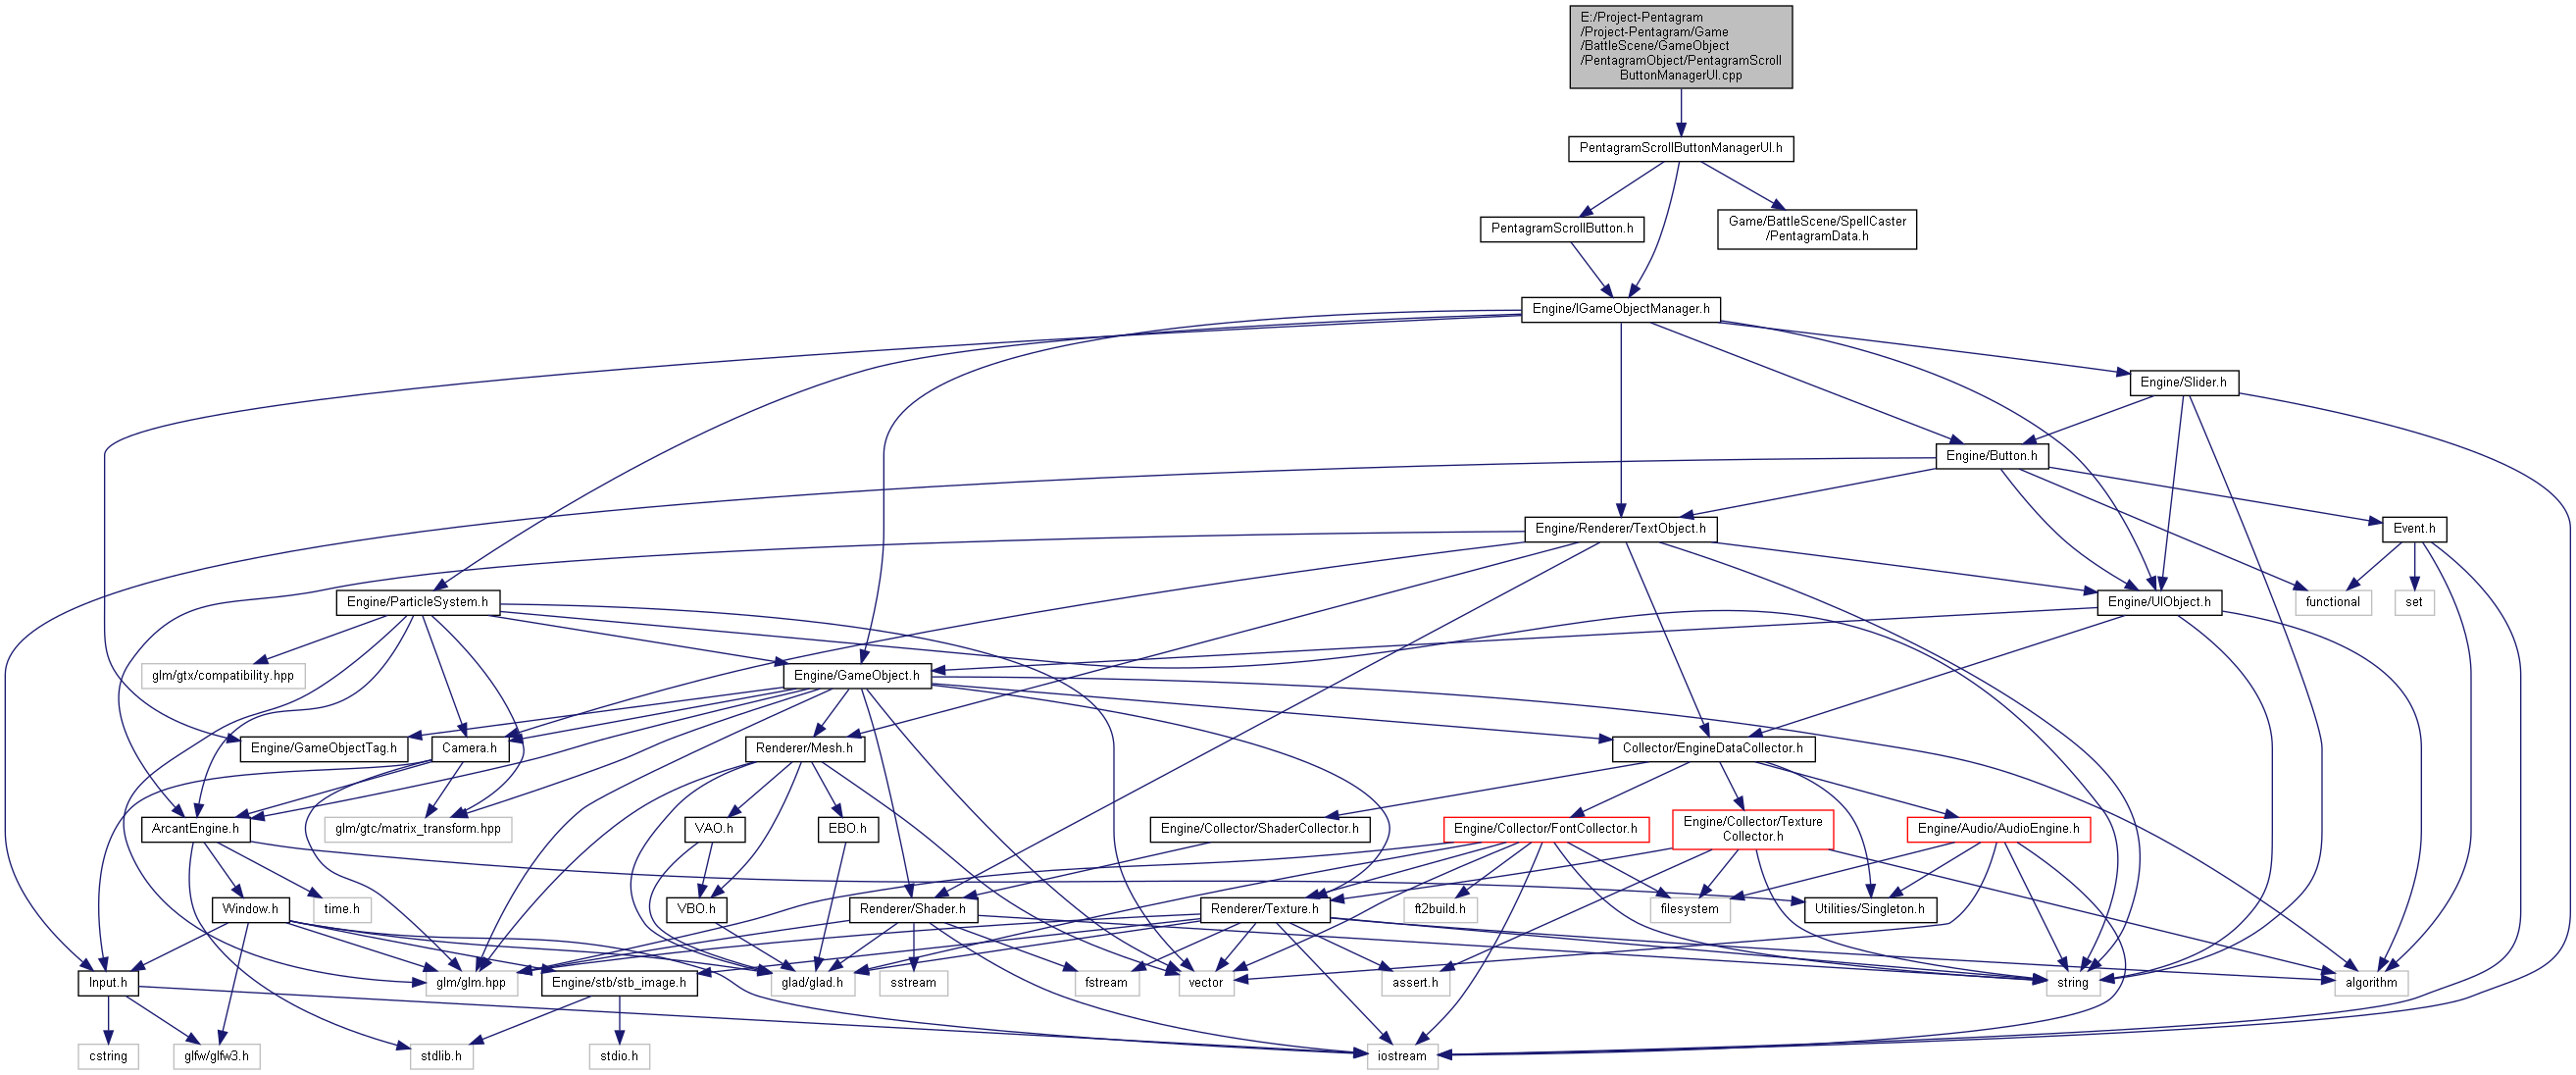 E:/Project-Pentagram
/Project-Pentagram/Game
/BattleScene/GameObject
/PentagramObject/PentagramScroll
ButtonManagerUI.cpp
PentagramScrollButtonManagerUI.h
PentagramScrollButton.h
Game/BattleScene/SpellCaster
/PentagramData.h
Engine/IGameObjectManager.h
Engine/Slider.h
Engine/Button.h
Engine/Renderer/TextObject.h
Event.h
Engine/ParticleSystem.h
Engine/UIObject.h
functional
set
glm/gtx/compatibility.hpp
Engine/GameObject.h
Engine/GameObjectTag.h
Camera.h
Renderer/Mesh.h
Collector/EngineDataCollector.h
ArcantEngine.h
glm/gtc/matrix_transform.hpp
VAO.h
EBO.h
Engine/Collector/ShaderCollector.h
Engine/Collector/FontCollector.h
Engine/Collector/Texture
Collector.h
Engine/Audio/AudioEngine.h
Window.h
time.h
VBO.h
Renderer/Shader.h
Renderer/Texture.h
ft2build.h
filesystem
Utilities/Singleton.h
Input.h
glm/glm.hpp
Engine/stb/stb_image.h
glad/glad.h
sstream
fstream
vector
assert.h
string
algorithm
cstring
glfw/glfw3.h
stdlib.h
stdio.h
iostream